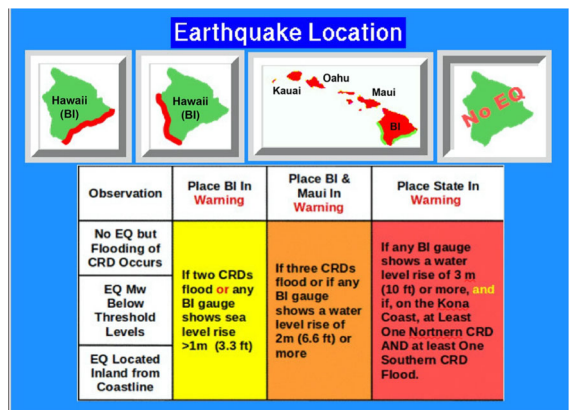 Earthquake Location
Hawaii
(BI)
Hawaii
(BI)
Kauai
Oahu
Maui
BI
No EQ
Observation
Place BI In
Warning
Place BI &
Maui In
Warning
Place State In
Warning
No EQ but
Flooding of
CRD Occurs
EQ Mw
Below
Threshold
Levels
EQ Located
Inland from
Coastline
If two CRDs
flood or any
BI gauge
shows sea
level rise
>1m (3.3 ft)
If three CRDs
flood or if any
BI gauge
shows a water
level rise of
2m (6.6 ft) or
more
If any BI gauge
shows a water
level rise of 3 m
(10 ft) or more, and
if, on the Kona
Coast, at Least
One Nortnern CRD
AND at least One
Southern CRD
Flood.